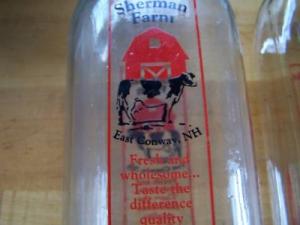 Sherman
Farm
East Conway, NH
Fresh and
wholesome...
Taste the
difference
quality